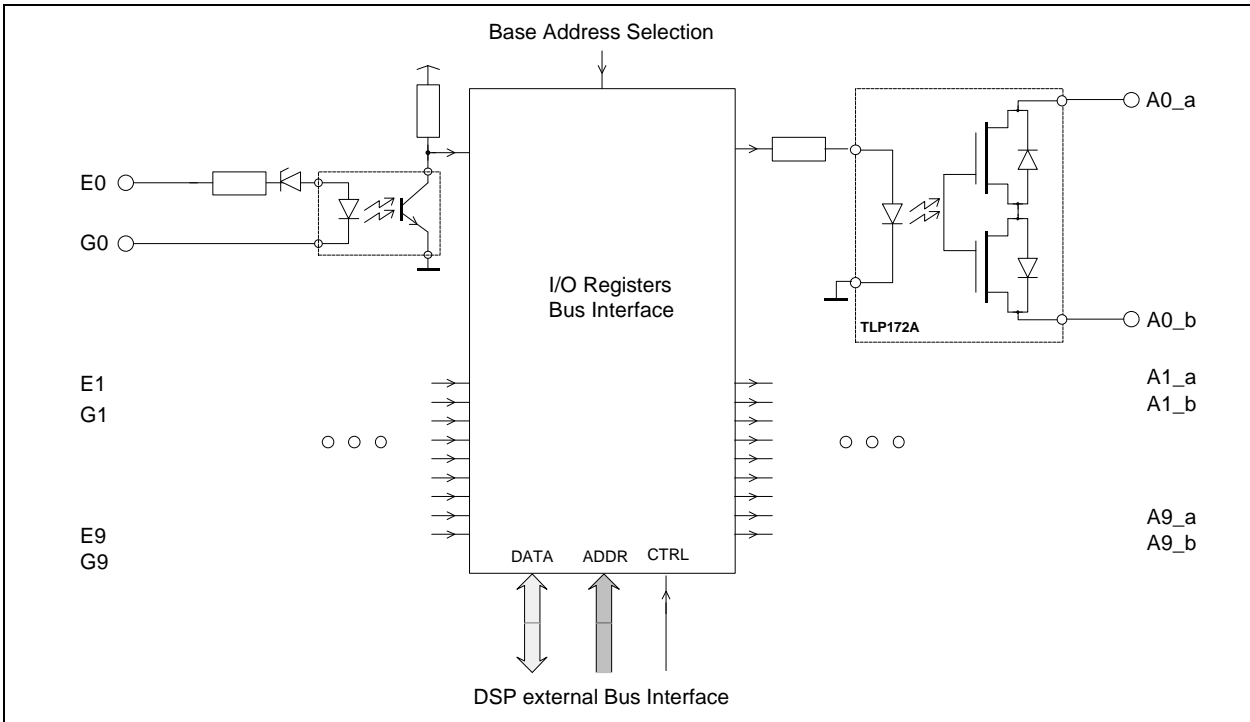 Base Address Selection
A0_a
E0
G0
I/O Registers
Bus Interface
TLP172A
A0_b
E1
G1
A1_a
A1_b
E9
G9
A9_a
A9_b
DATA ADDR CTRL
DSP external Bus Interface